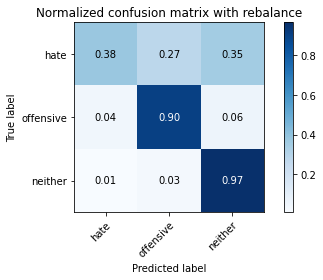 Normalized confusion matrix with rebalance
hate 0.38 0.27 0.35
offensive 0.04 0.90 0.06
neither 0.01 0.03 0.97
True label
hate offensive neither
Predicted label
0.8
0.6
0.4
0.2